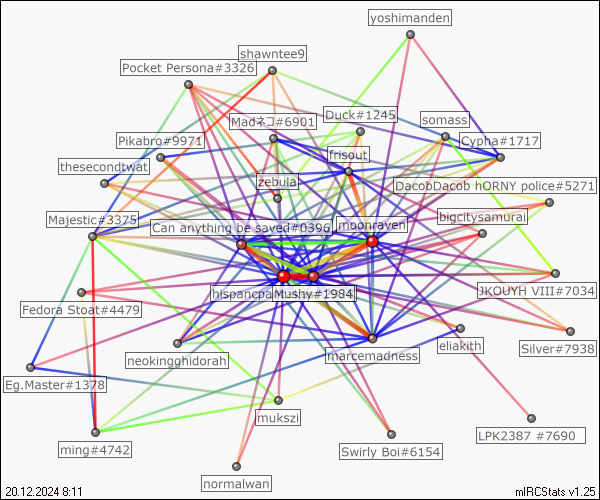 yoshimanden
shawntee9
Pocket Persona#3326
Duck#1245
Madネコ#6901
somass
Pikabro#9971
Cypha#1717
frisout
thesecondtwat
zebula
DacobDacob hORNY police#5271
Majestic#3375
bigcitysamurai
Can anything be saved#0396
moonraven
hispancpa
Mushy#1984
JKOUYH VIII#7034
Fedora Stoat#4479
Silver#7938
eliakith
marcemadness
neokingghidorah
Eg.Master#1378
mukszi
LPK2387 #7690
ming#4742
Swirly Boi#6154
normalwan
20.12.2024 8:11
mIRCStats v1.25